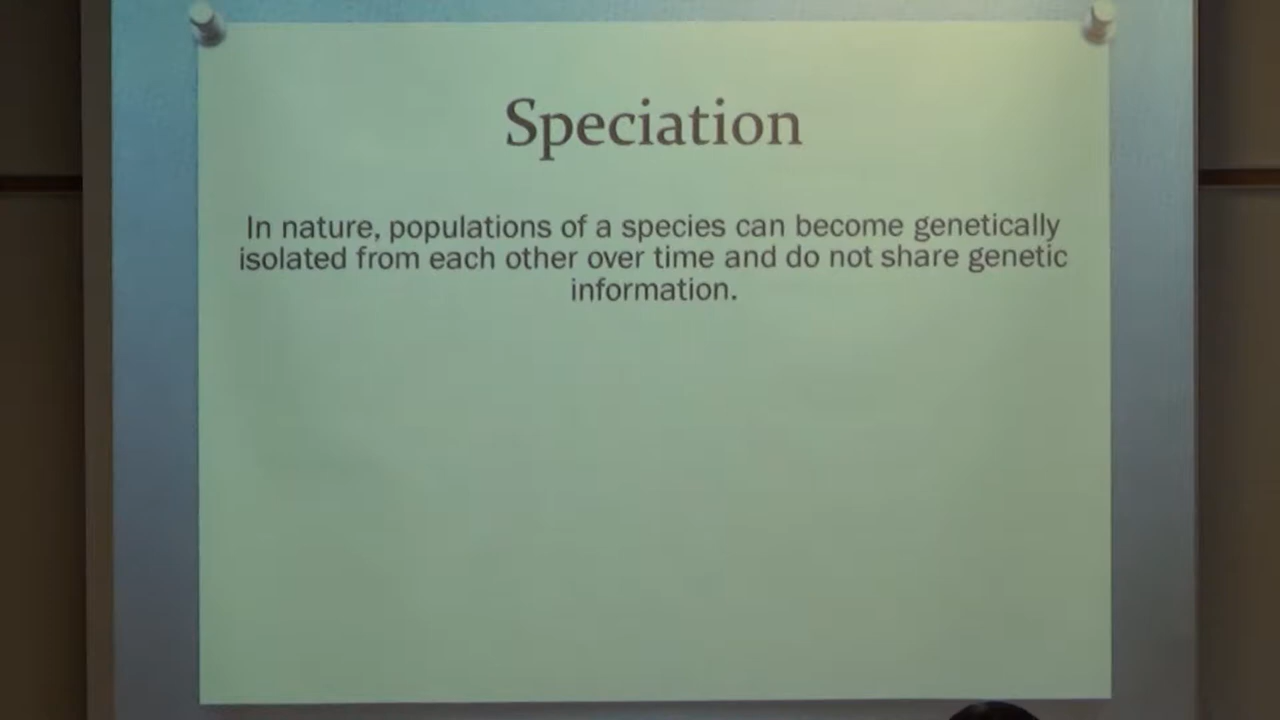 Speciation
In nature, populations of a species can become genetically
isolated from each other over time and do not share genetic
information.